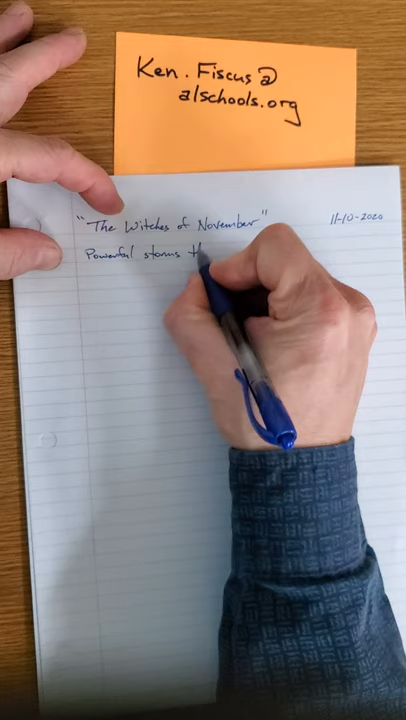 Ken.Fiscus@
alschools.org
"The Witches of November" 11-10-2020
Powerful storms th